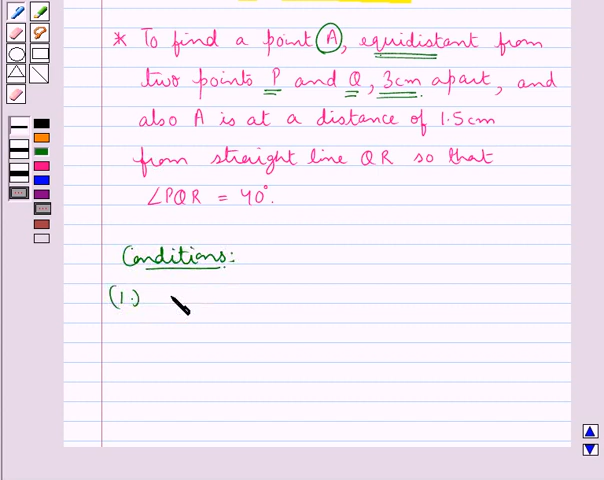 * To find a point A, equidistant from
two points P and Q, 3cm apart, and
also A is at a distance of 1.5cm
from straight line QR so that
∠PQR = 40°.
Conditions:
(1.)